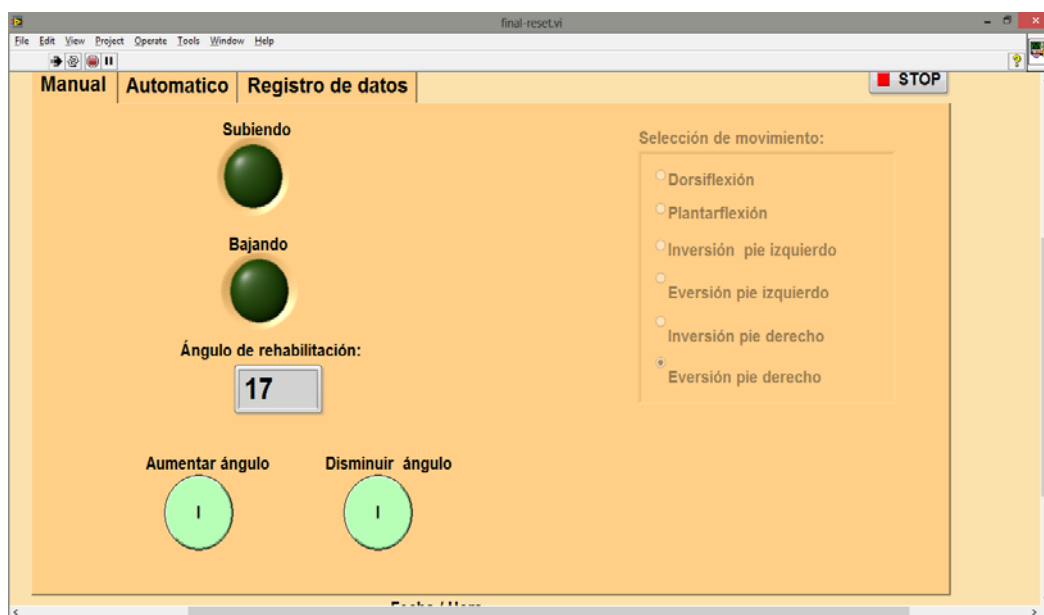 final-reset.vi
File Edit View Project Operate Tools Window Help
Manual Automatico Registro de datos
STOP
Subiendo
Selección de movimiento:
Dorsiflexión
Plantarflexión
Bajando
Inversión pie izquierdo
Eversión pie izquierdo
Inversión pie derecho
Ángulo de rehabilitación:
Eversión pie derecho
17
Aumentar ángulo Disminuir ángulo
I I
Fecha / Hora